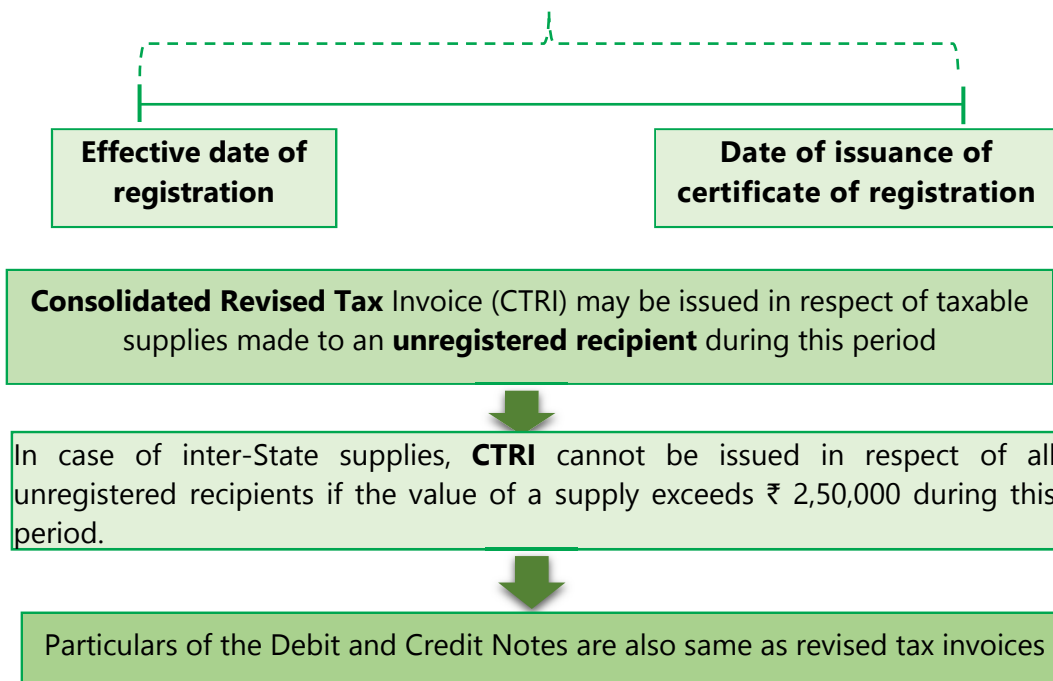 Effective date of
registration
Date of issuance of
certificate of registration
Consolidated Revised Tax Invoice (CTRI) may be issued in respect of taxable
supplies made to an unregistered recipient during this period
In case of inter-State supplies, CTRI cannot be issued in respect of all
unregistered recipients if the value of a supply exceeds ₹ 2,50,000 during this
period.
Particulars of the Debit and Credit Notes are also same as revised tax invoices